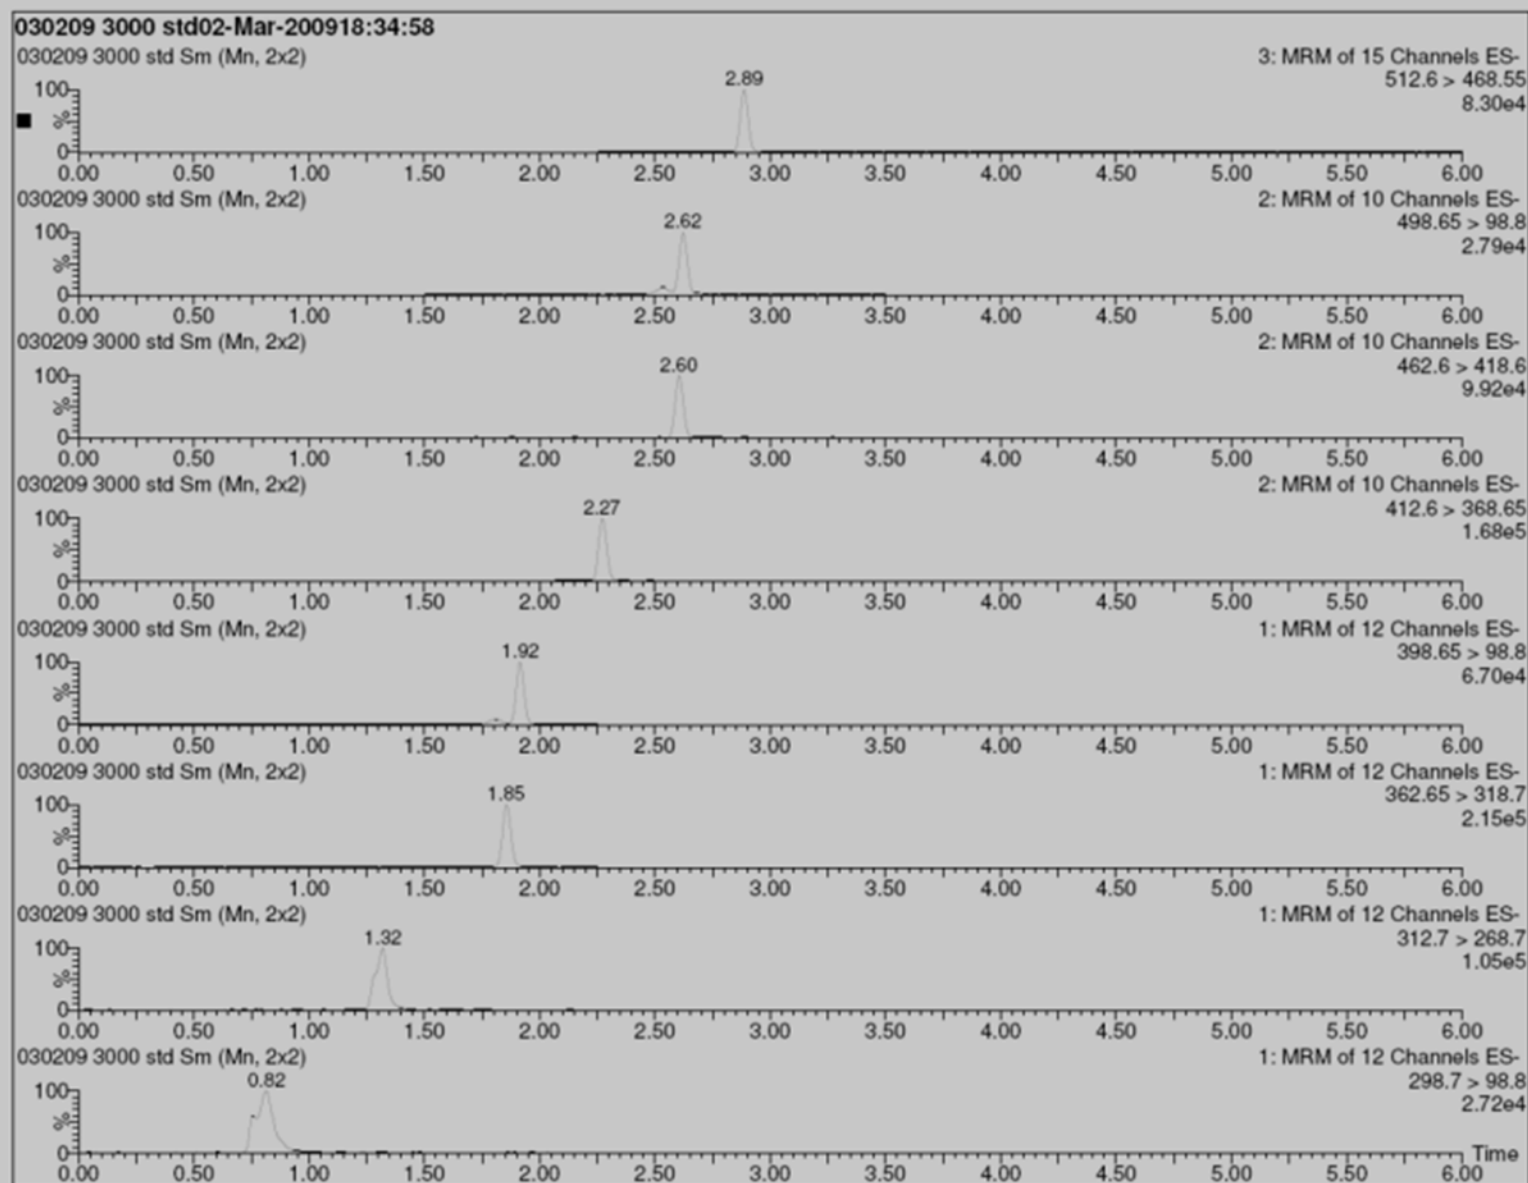 030209 3000 std02-Mar-200918:34:58
030209 3000 std Sm (Mn, 2x2)
3: MRM of 15 Channels ES-
512.6 > 468.55
8.30e4
2.89
100
%
0
0.00 0.50 1.00 1.50 2.00 2.50 3.00 3.50 4.00 4.50 5.00 5.50 6.00
030209 3000 std Sm (Mn, 2x2)
2: MRM of 10 Channels ES-
498.65 > 98.8
2.79e4
2.62
100
%
0
0.00 0.50 1.00 1.50 2.00 2.50 3.00 3.50 4.00 4.50 5.00 5.50 6.00
030209 3000 std Sm (Mn, 2x2)
2: MRM of 10 Channels ES-
462.6 > 418.6
9.92e4
2.60
100
%
0
0.00 0.50 1.00 1.50 2.00 2.50 3.00 3.50 4.00 4.50 5.00 5.50 6.00
030209 3000 std Sm (Mn, 2x2)
2: MRM of 10 Channels ES-
412.6 > 368.65
1.68e5
2.27
100
%
0
0.00 0.50 1.00 1.50 2.00 2.50 3.00 3.50 4.00 4.50 5.00 5.50 6.00
030209 3000 std Sm (Mn, 2x2)
1: MRM of 12 Channels ES-
398.65 > 98.8
6.70e4
1.92
100
%
0
0.00 0.50 1.00 1.50 2.00 2.50 3.00 3.50 4.00 4.50 5.00 5.50 6.00
030209 3000 std Sm (Mn, 2x2)
1: MRM of 12 Channels ES-
362.65 > 318.7
2.15e5
1.85
100
%
0
0.00 0.50 1.00 1.50 2.00 2.50 3.00 3.50 4.00 4.50 5.00 5.50 6.00
030209 3000 std Sm (Mn, 2x2)
1: MRM of 12 Channels ES-
312.7 > 268.7
1.05e5
1.32
100
%
0
0.00 0.50 1.00 1.50 2.00 2.50 3.00 3.50 4.00 4.50 5.00 5.50 6.00
030209 3000 std Sm (Mn, 2x2)
1: MRM of 12 Channels ES-
298.7 > 98.8
2.72e4
0.82
100
%
0
Time
0.00 0.50 1.00 1.50 2.00 2.50 3.00 3.50 4.00 4.50 5.00 5.50 6.00